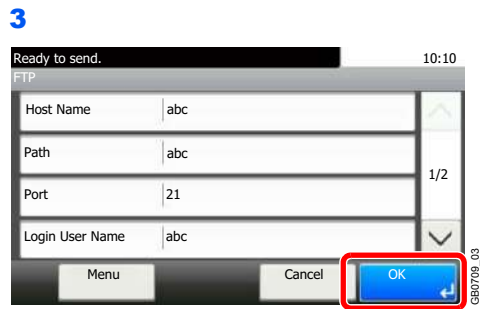 3
Ready to send. 10:10
FTP
Host Name abc
Path abc
1/2
Port 21
Login User Name abc
Menu Cancel OK
GB0709_03